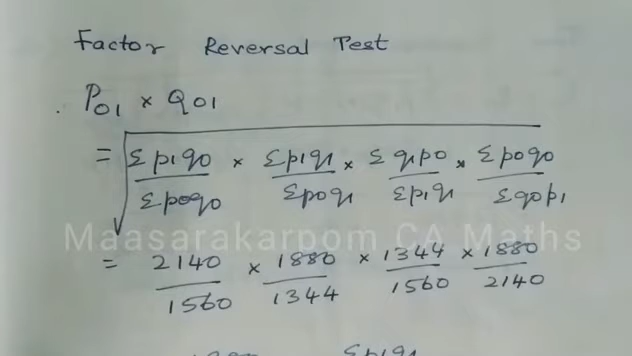 Factor Reversal Test
P01 × Q01
= √ Σp1q0/Σp0q0 × Σp1q1/Σp0q1 × Σq1p0/Σp1q1 × Σp0q0/Σq0p1
Maasarakarpom CA Maths
= 2140/1560 × 1880/1344 × 1344/1560 × 1880/2140
Σp1q1